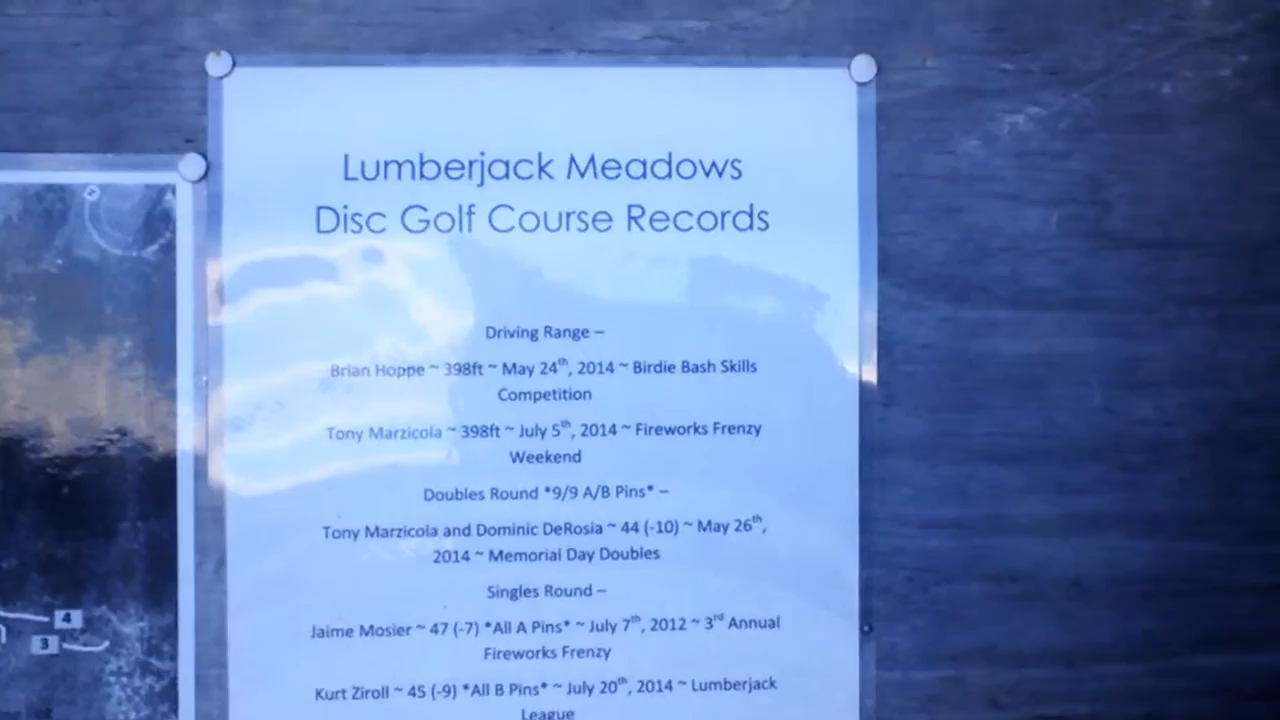 Lumberjack Meadows
Disc Golf Course Records
Driving Range –
Brian Hoppe ~ 398ft ~ May 24th, 2014 ~ Birdie Bash Skills
Competition
Tony Marzicola ~ 398ft ~ July 5th, 2014 ~ Fireworks Frenzy
Weekend
Doubles Round *9/9 A/B Pins* –
Tony Marzicola and Dominic DeRosia ~ 44 (-10) ~ May 26th,
2014 ~ Memorial Day Doubles
Singles Round –
Jaime Mosier ~ 47 (-7) *All A Pins* ~ July 7th, 2012 ~ 3rd Annual
Fireworks Frenzy
Kurt Ziroll ~ 45 (-9) *All B Pins* ~ July 20th, 2014 ~ Lumberjack
League
4
3